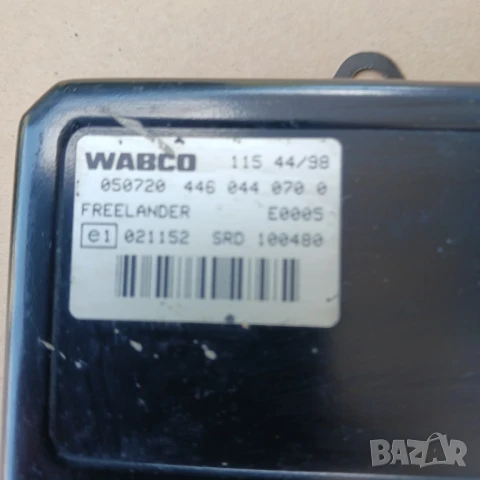 WABCO 115 44/98
050720 446 044 070 0
FREELANDER E0005
e1 021152 SRD 100480
BAZAR